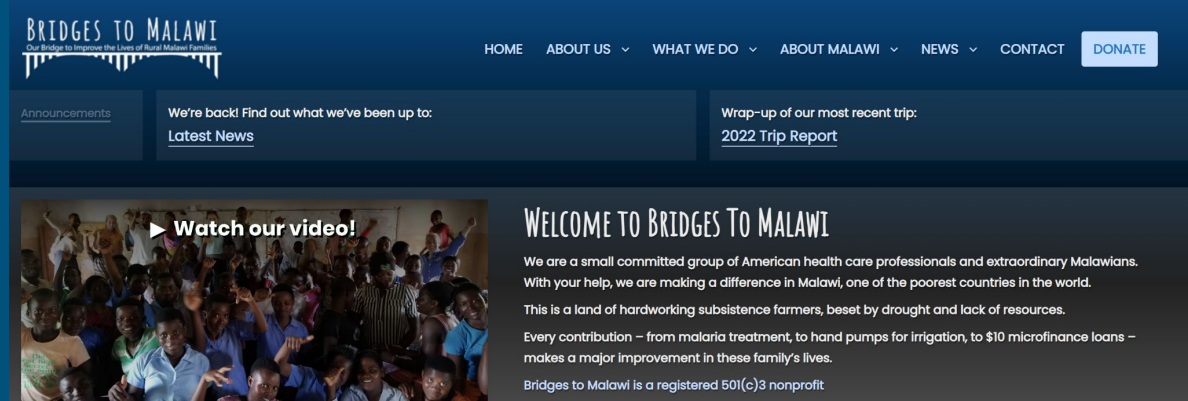 BRIDGES TO MALAWI
Our Bridge to Improve the Lives of Rural Malawi Families
HOME ABOUT US WHAT WE DO ABOUT MALAWI NEWS CONTACT DONATE
Announcements
We're back! Find out what we've been up to:
Latest News
Wrap-up of our most recent trip:
2022 Trip Report
Watch our video!
WELCOME TO BRIDGES TO MALAWI
We are a small committed group of American health care professionals and extraordinary Malawians.
With your help, we are making a difference in Malawi, one of the poorest countries in the world.
This is a land of hardworking subsistence farmers, beset by drought and lack of resources.
Every contribution – from malaria treatment, to hand pumps for irrigation, to $10 microfinance loans –
makes a major improvement in these family's lives.
Bridges to Malawi is a registered 501(c)3 nonprofit